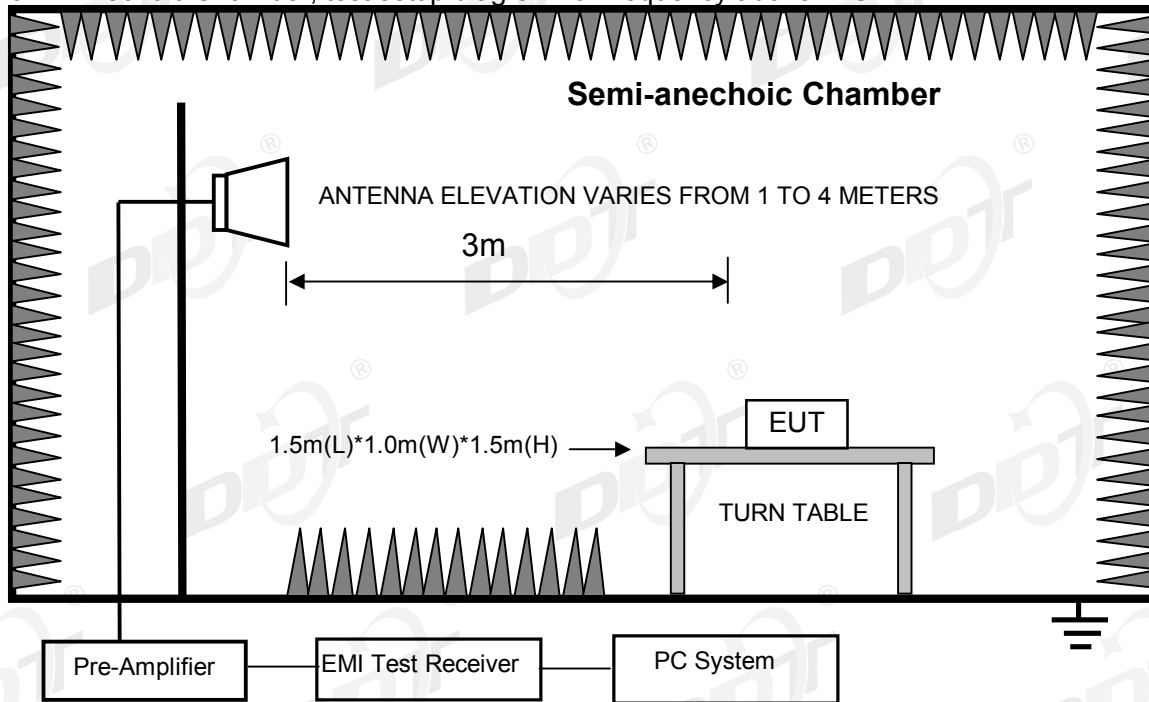 Semi-anechoic Chamber
ANTENNA ELEVATION VARIES FROM 1 TO 4 METERS
3m
EUT
1.5m(L)*1.0m(W)*1.5m(H)
TURN TABLE
Pre-Amplifier
EMI Test Receiver
PC System
DDT
®